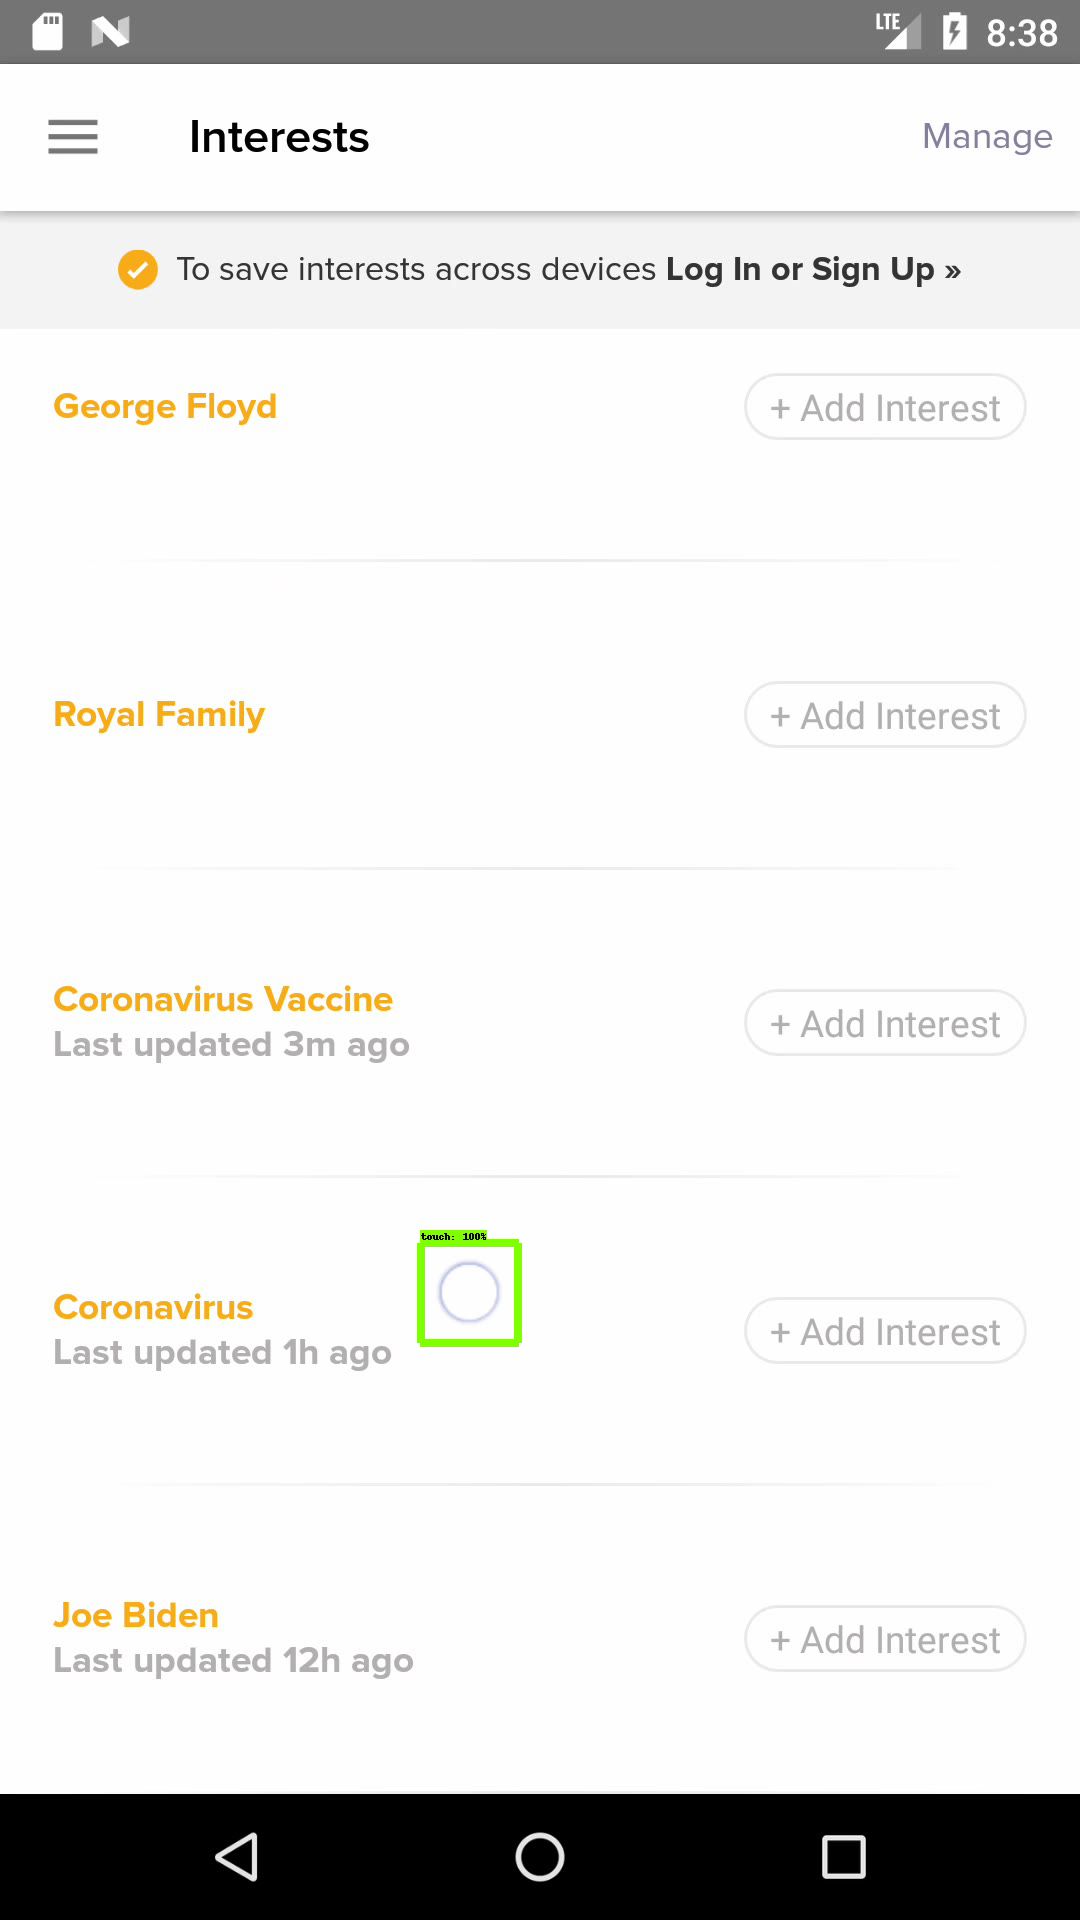 LTE 8:38
Interests Manage
To save interests across devices Log In or Sign Up »
George Floyd + Add Interest
Royal Family + Add Interest
Coronavirus Vaccine
Last updated 3m ago
+ Add Interest
touch: 100%
Coronavirus
Last updated 1h ago
+ Add Interest
Joe Biden
Last updated 12h ago
+ Add Interest